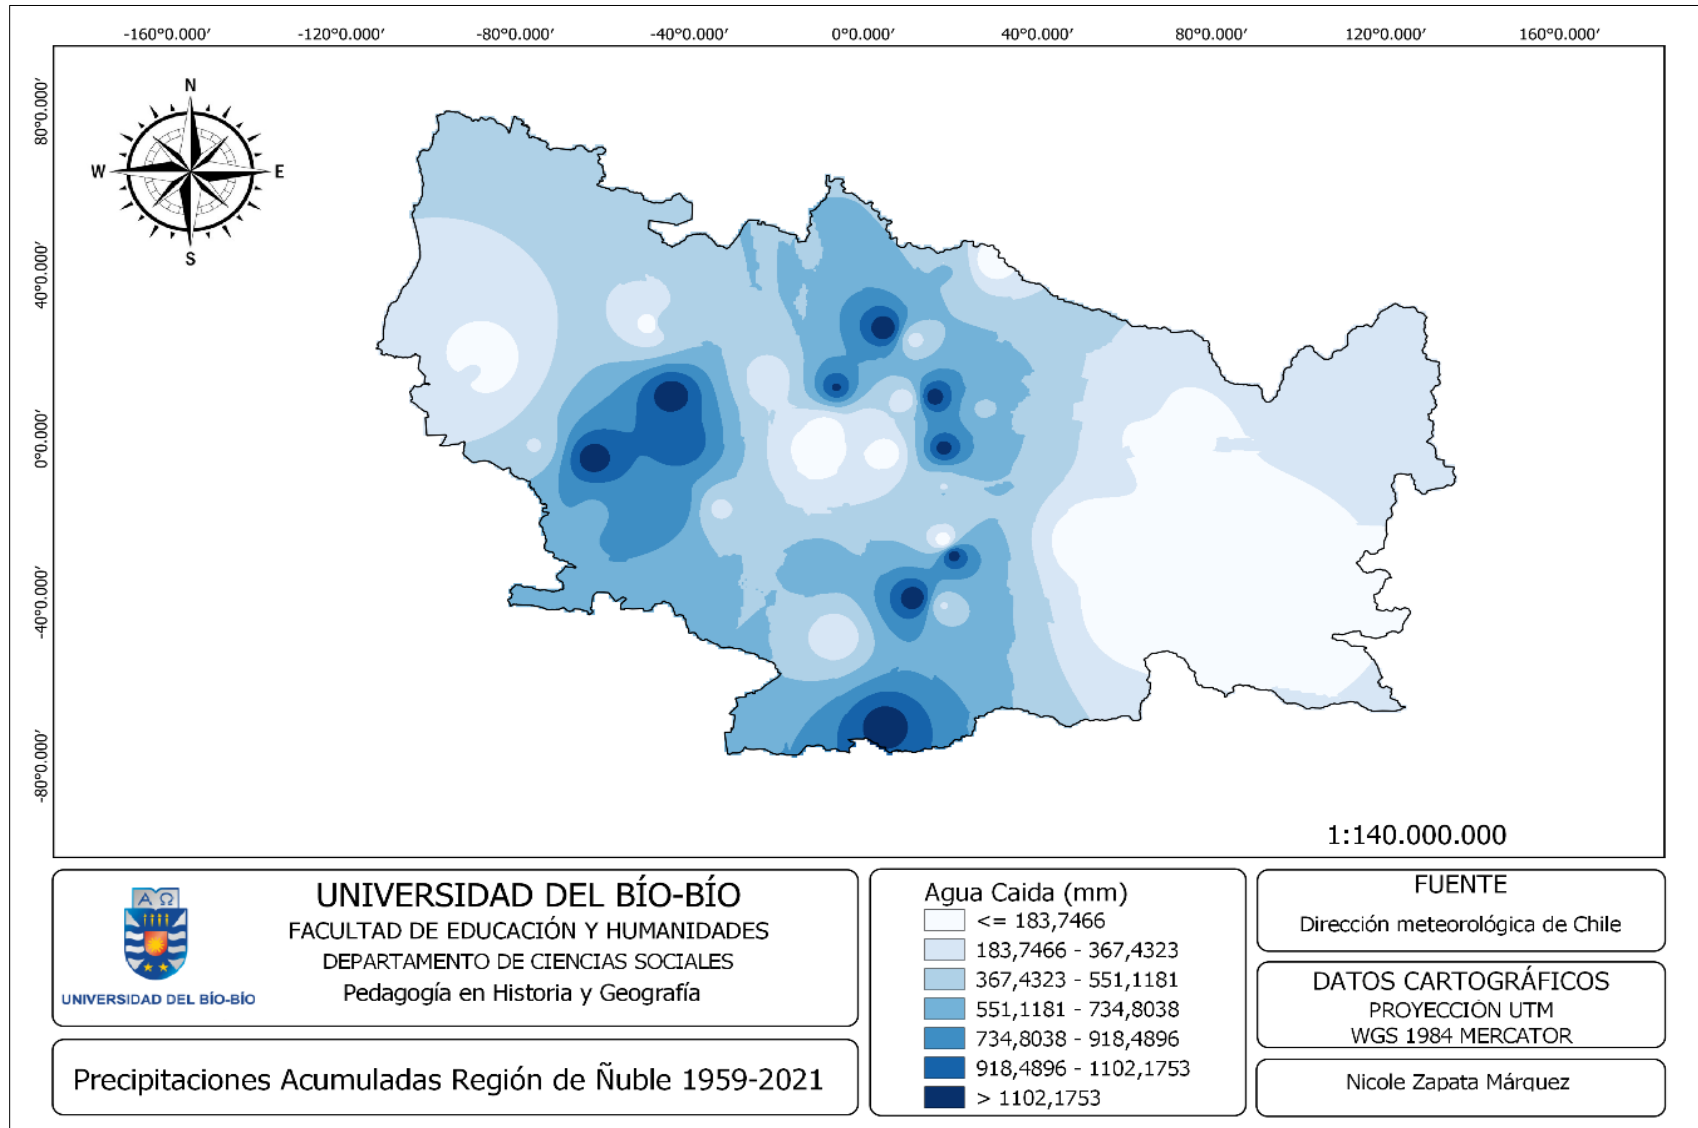 -160°0.000′ -120°0.000′ -80°0.000′ -40°0.000′ 0°0.000′ 40°0.000′ 80°0.000′ 120°0.000′ 160°0.000′
80°0.000′
40°0.000′
0°0.000′
-40°0.000′
-80°0.000′
N
W E
S
1:140.000.000
UNIVERSIDAD DEL BÍO-BÍO
FACULTAD DE EDUCACIÓN Y HUMANIDADES
DEPARTAMENTO DE CIENCIAS SOCIALES
Pedagogía en Historia y Geografía
Α Ω
UNIVERSIDAD DEL BÍO-BÍO
Precipitaciones Acumuladas Región de Ñuble 1959-2021
Agua Caida (mm)
<= 183,7466
183,7466 - 367,4323
367,4323 - 551,1181
551,1181 - 734,8038
734,8038 - 918,4896
918,4896 - 1102,1753
> 1102,1753
FUENTE
Dirección meteorológica de Chile
DATOS CARTOGRÁFICOS
PROYECCIÓN UTM
WGS 1984 MERCATOR
Nicole Zapata Márquez